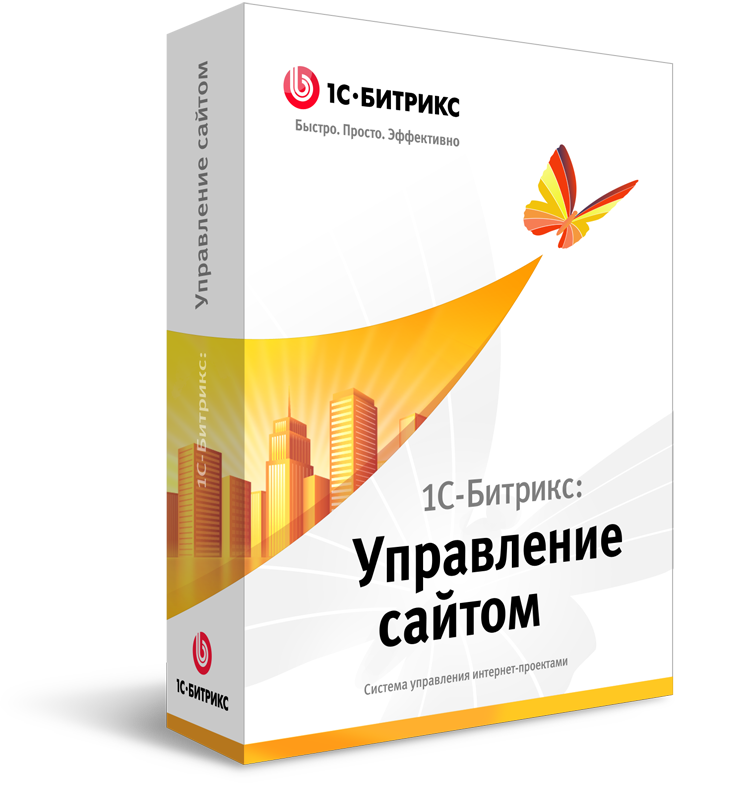 1С·БИТРИКС
Быстро. Просто. Эффективно
1С-Битрикс:
Управление
сайтом
Система управления интернет-проектами
1С-Битрикс: Управление сайтом
1С·БИТРИКС